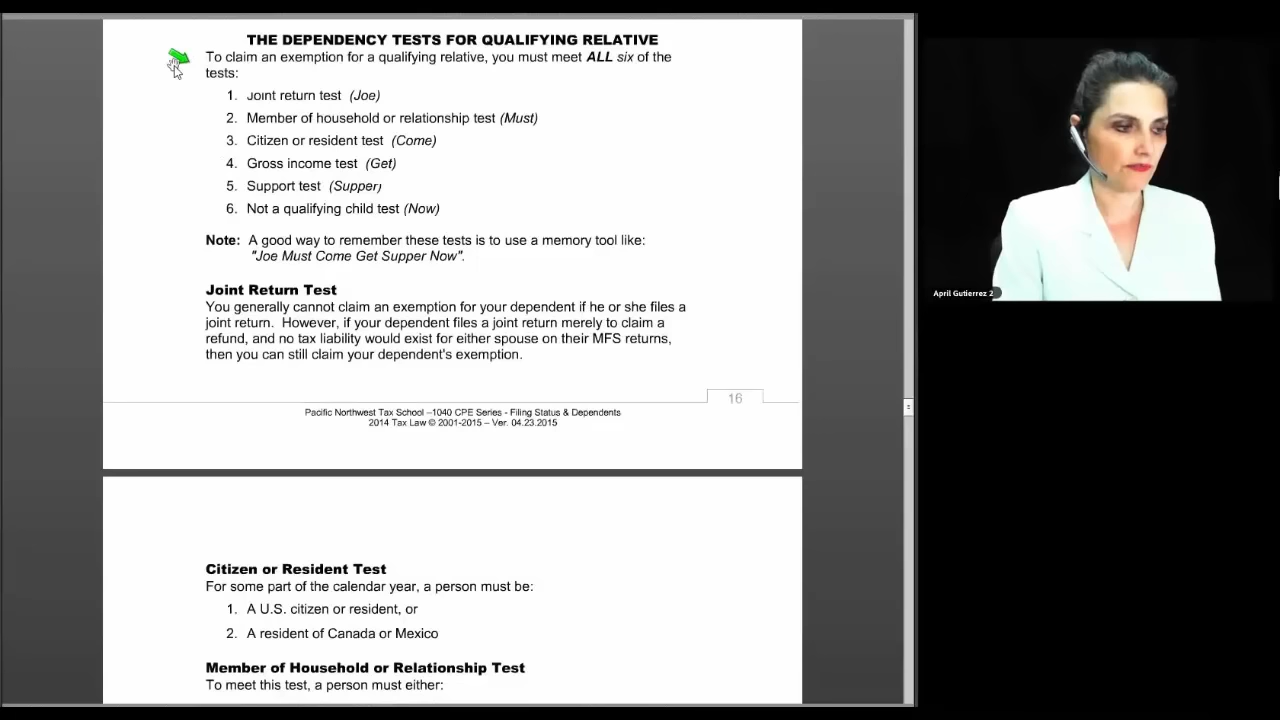 THE DEPENDENCY TESTS FOR QUALIFYING RELATIVE
To claim an exemption for a qualifying relative, you must meet ALL six of the
tests:
1. Joint return test (Joe)
2. Member of household or relationship test (Must)
3. Citizen or resident test (Come)
4. Gross income test (Get)
5. Support test (Supper)
6. Not a qualifying child test (Now)
Note: A good way to remember these tests is to use a memory tool like:
"Joe Must Come Get Supper Now".
Joint Return Test
You generally cannot claim an exemption for your dependent if he or she files a
joint return. However, if your dependent files a joint return merely to claim a
refund, and no tax liability would exist for either spouse on their MFS returns,
then you can still claim your dependent's exemption.
16
Pacific Northwest Tax School –1040 CPE Series - Filing Status & Dependents
2014 Tax Law © 2001-2015 – Ver. 04.23.2015
Citizen or Resident Test
For some part of the calendar year, a person must be:
1. A U.S. citizen or resident, or
2. A resident of Canada or Mexico
Member of Household or Relationship Test
To meet this test, a person must either:
April Gutierrez 2